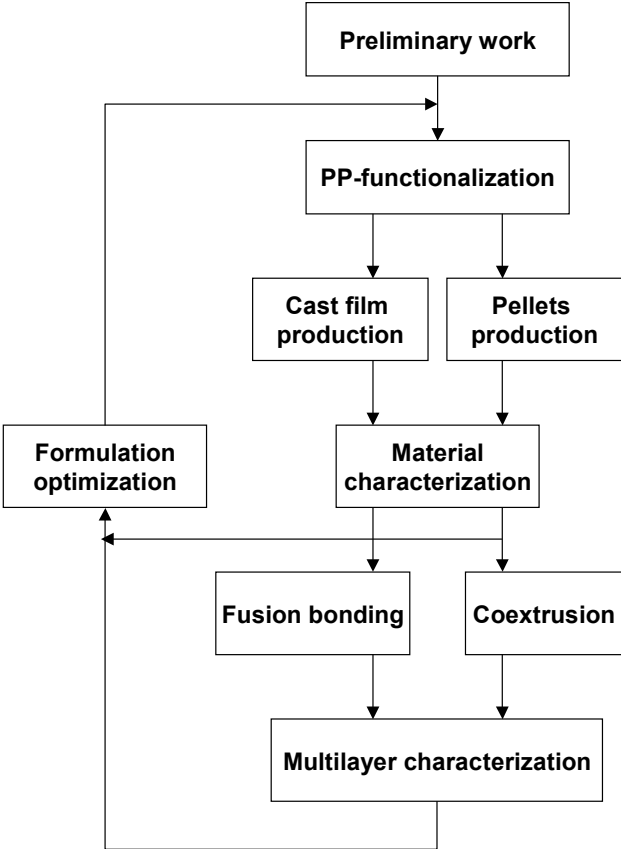 Preliminary work
PP-functionalization
Cast film
production
Pellets
production
Formulation
optimization
Material
characterization
Fusion bonding
Coextrusion
Multilayer characterization